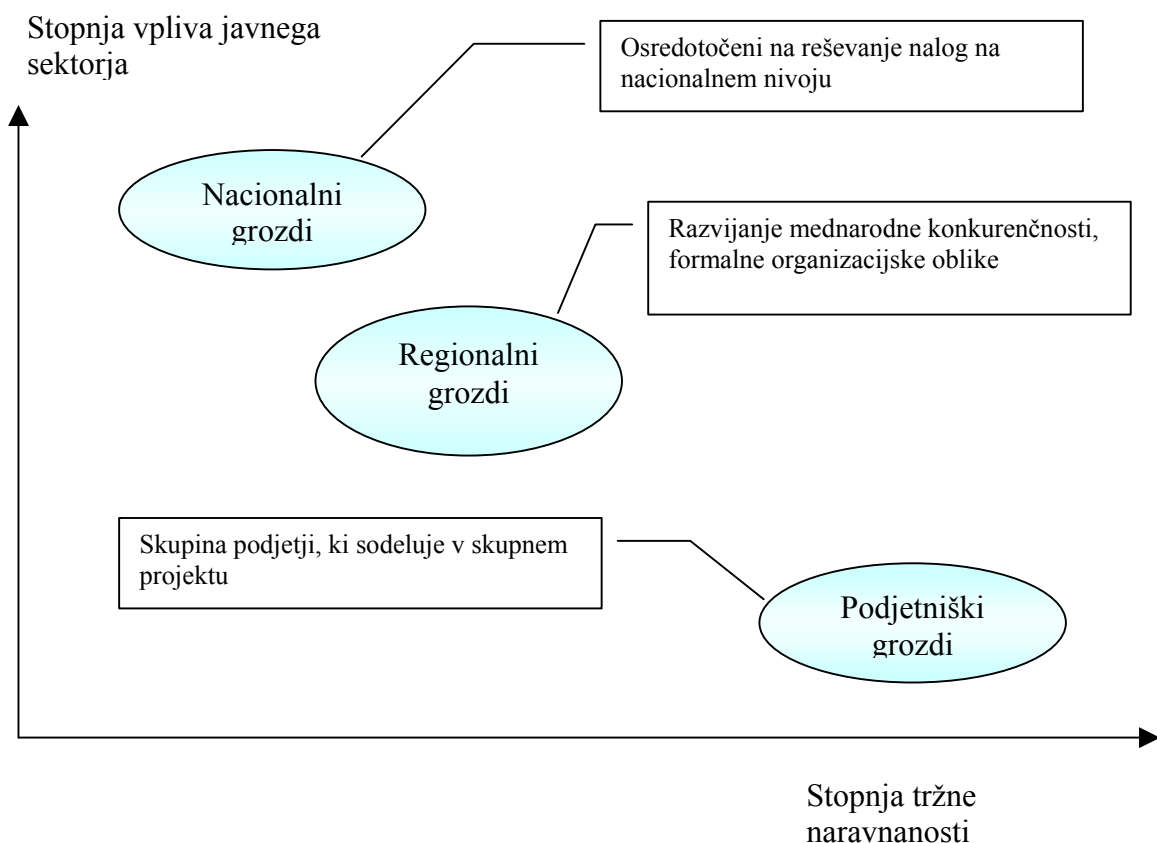 Stopnja vpliva javnega
sektorja
Osredotočeni na reševanje nalog na
nacionalnem nivoju
Nacionalni
grozdi
Razvijanje mednarodne konkurenčnosti,
formalne organizacijske oblike
Regionalni
grozdi
Skupina podjetji, ki sodeluje v skupnem
projektu
Podjetniški
grozdi
Stopnja tržne
naravnanosti